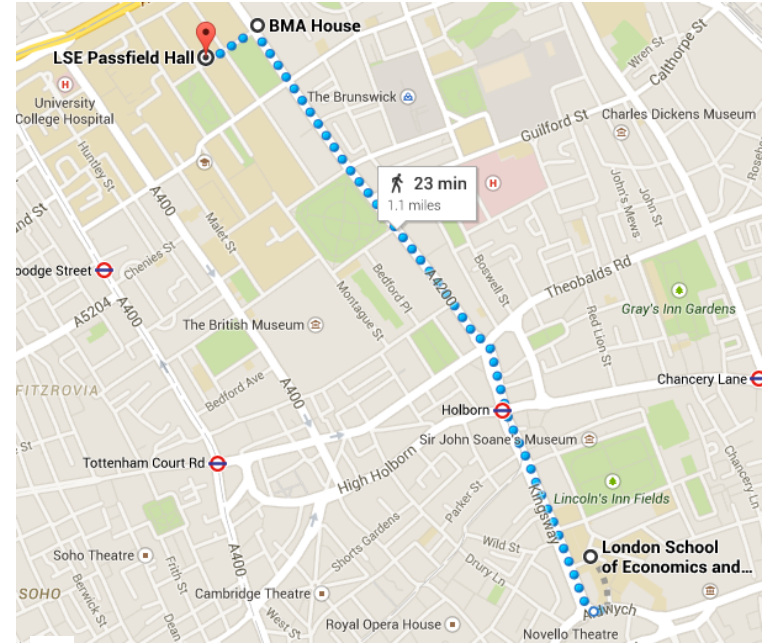 BMA House
LSE Passfield Hall
Wren St
Calthorpe St
University
College Hospital
The Brunswick
Guilford St
Charles Dickens Museum
Huntley St
A400
23 min
1.1 miles
John's Mews
John St
Malet St
Chenies St
Boswell St
Theobalds Rd
A4200
Bedford Pl
Montague St
A5204
A400
The British Museum
Gray's Inn Gardens
Red Lion St
FITZROVIA
Bedford Ave
A400
Chancery Lane
Holborn
Sir John Soane's Museum
Tottenham Court Rd
High Holborn
Chancery Ln
Kingsway
Parker St
Lincoln's Inn Fields
Shorts Gardens
Wild St
London School
of Economics and...
Drury Ln
Soho Theatre
A400
Frith St
SOHO
Berwick St
Dean
Cambridge Theatre
West St
Aldwych
Royal Opera House
Novello Theatre